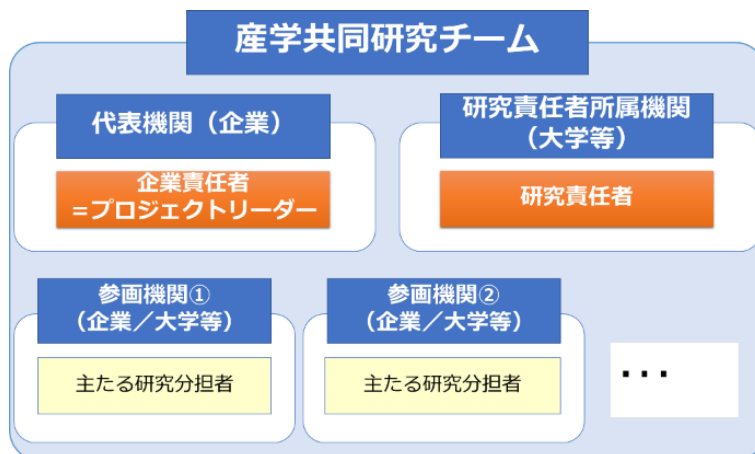 産学共同研究チーム
代表機関（企業）
企業責任者
=プロジェクトリーダー
研究責任者所属機関
（大学等）
研究責任者
参画機関①
（企業／大学等）
主たる研究分担者
参画機関②
（企業／大学等）
主たる研究分担者
...